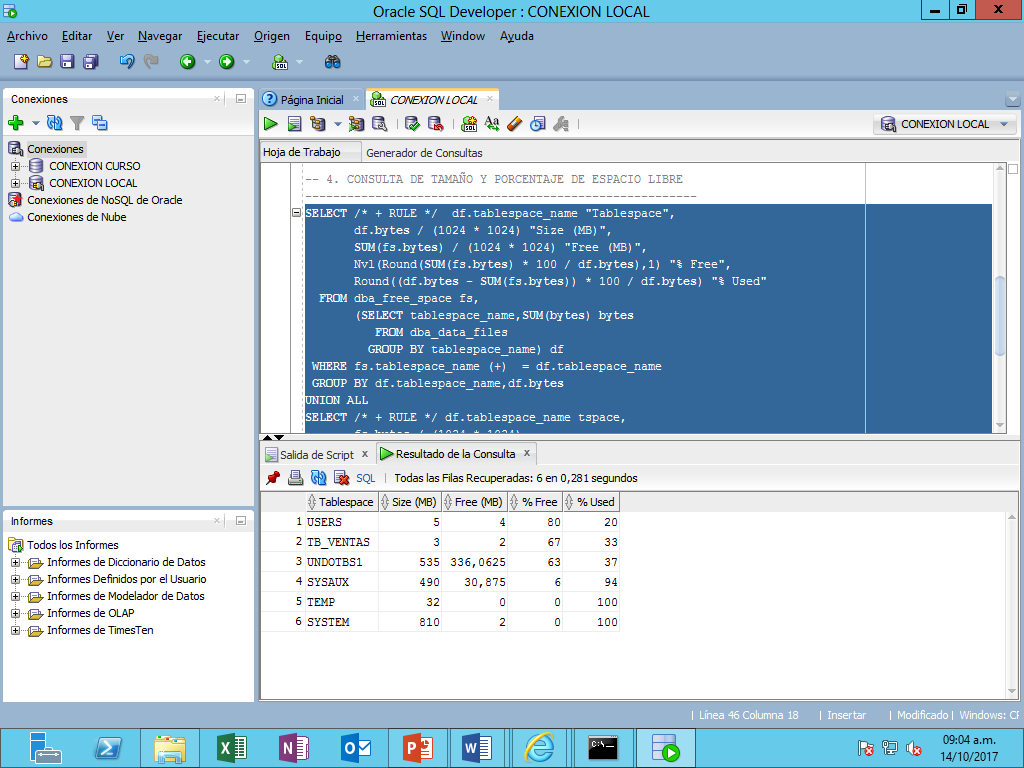 Oracle SQL Developer : CONEXION LOCAL
Archivo Editar Ver Navegar Ejecutar Origen Equipo Herramientas Window Ayuda
Conexiones
Conexiones
CONEXION CURSO
CONEXION LOCAL
Conexiones de NoSQL de Oracle
Conexiones de Nube
Informes
Todos los Informes
Informes de Diccionario de Datos
Informes Definidos por el Usuario
Informes de Modelador de Datos
Informes de OLAP
Informes de TimesTen
Página Inicial CONEXION LOCAL
CONEXION LOCAL
Hoja de Trabajo Generador de Consultas
-- 4. CONSULTA DE TAMAÑO Y PORCENTAJE DE ESPACIO LIBRE
--------------------------------------------------------
SELECT /* + RULE */ df.tablespace_name "Tablespace",
df.bytes / (1024 * 1024) "Size (MB)",
SUM(fs.bytes) / (1024 * 1024) "Free (MB)",
Nvl(Round(SUM(fs.bytes) * 100 / df.bytes),1) "% Free",
Round((df.bytes - SUM(fs.bytes)) * 100 / df.bytes) "% Used"
FROM dba_free_space fs,
(SELECT tablespace_name,SUM(bytes) bytes
FROM dba_data_files
GROUP BY tablespace_name) df
WHERE fs.tablespace_name (+) = df.tablespace_name
GROUP BY df.tablespace_name,df.bytes
UNION ALL
SELECT /* + RULE */ df.tablespace_name tspace,
fs.bytes / (1024 * 1024),
Salida de Script x Resultado de la Consulta x
SQL | Todas las Filas Recuperadas: 6 en 0,281 segundos
Tablespace Size (MB) Free (MB) % Free % Used
1 USERS 5 4 80 20
2 TB_VENTAS 3 2 67 33
3 UNDOTBS1 535 336,0625 63 37
4 SYSAUX 490 30,875 6 94
5 TEMP 32 0 0 100
6 SYSTEM 810 2 0 100
| Línea 46 Columna 18 | Insertar | Modificado | Windows: CF
09:04 a.m.
14/10/2017